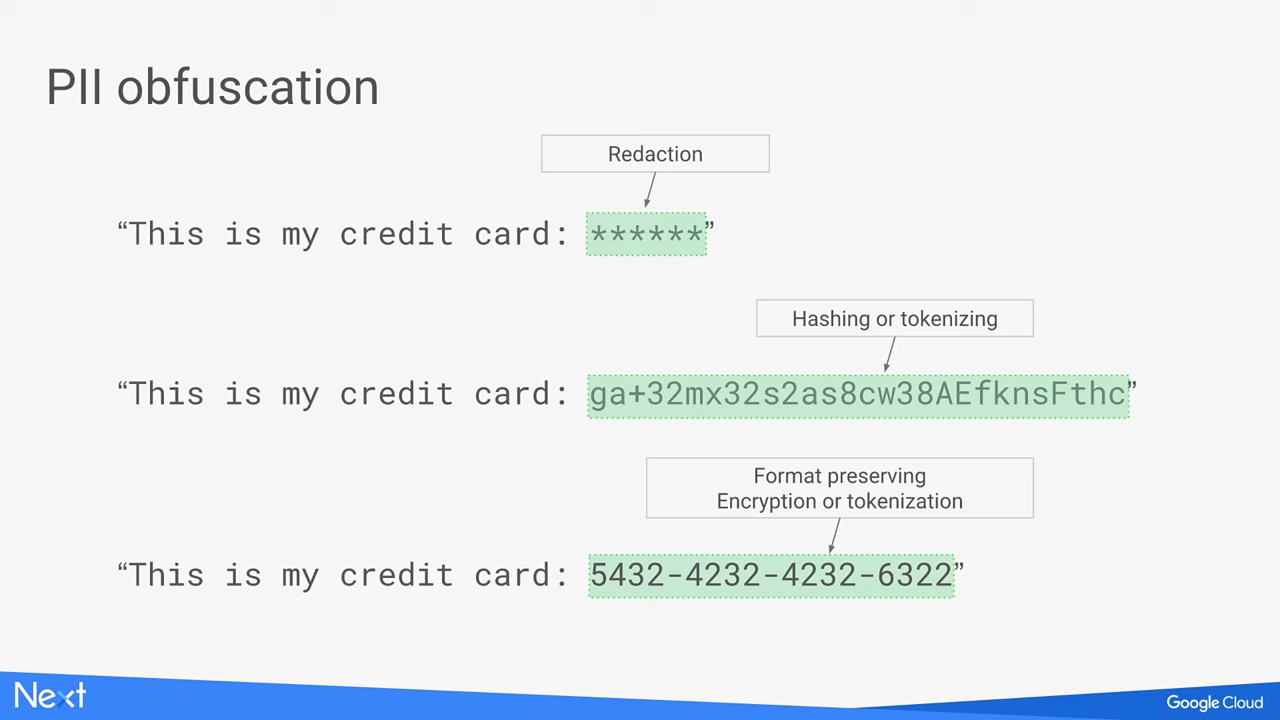 PII obfuscation
Redaction
“This is my credit card: ******”
Hashing or tokenizing
“This is my credit card: ga+32mx32s2as8cw38AEfknsFthc”
Format preserving
Encryption or tokenization
“This is my credit card: 5432-4232-4232-6322”
Next
Google Cloud